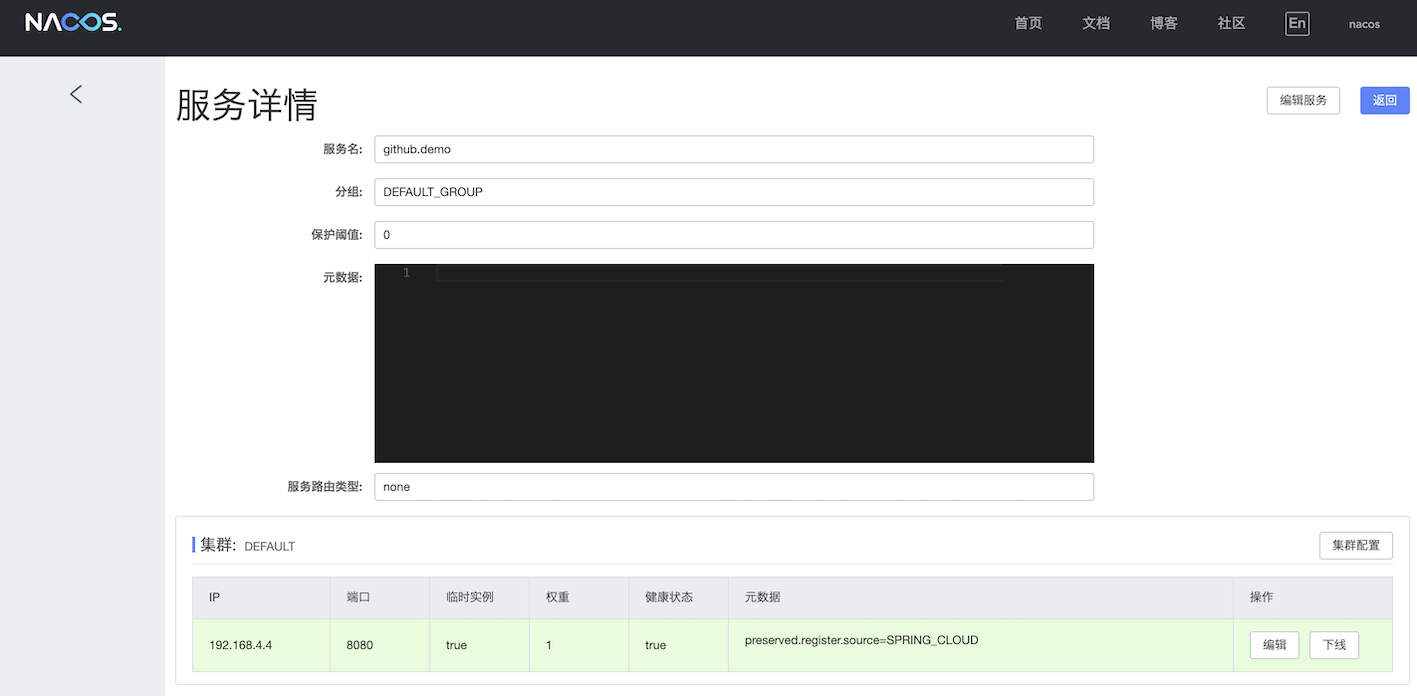 NACOS.
首页 文档 博客 社区 En nacos
服务详情
编辑服务 返回
服务名: github.demo
分组: DEFAULT_GROUP
保护阈值: 0
元数据: 1
服务路由类型: none
集群: DEFAULT 集群配置
IP 端口 临时实例 权重 健康状态 元数据 操作
192.168.4.4 8080 true 1 true preserved.register.source=SPRING_CLOUD 编辑 下线